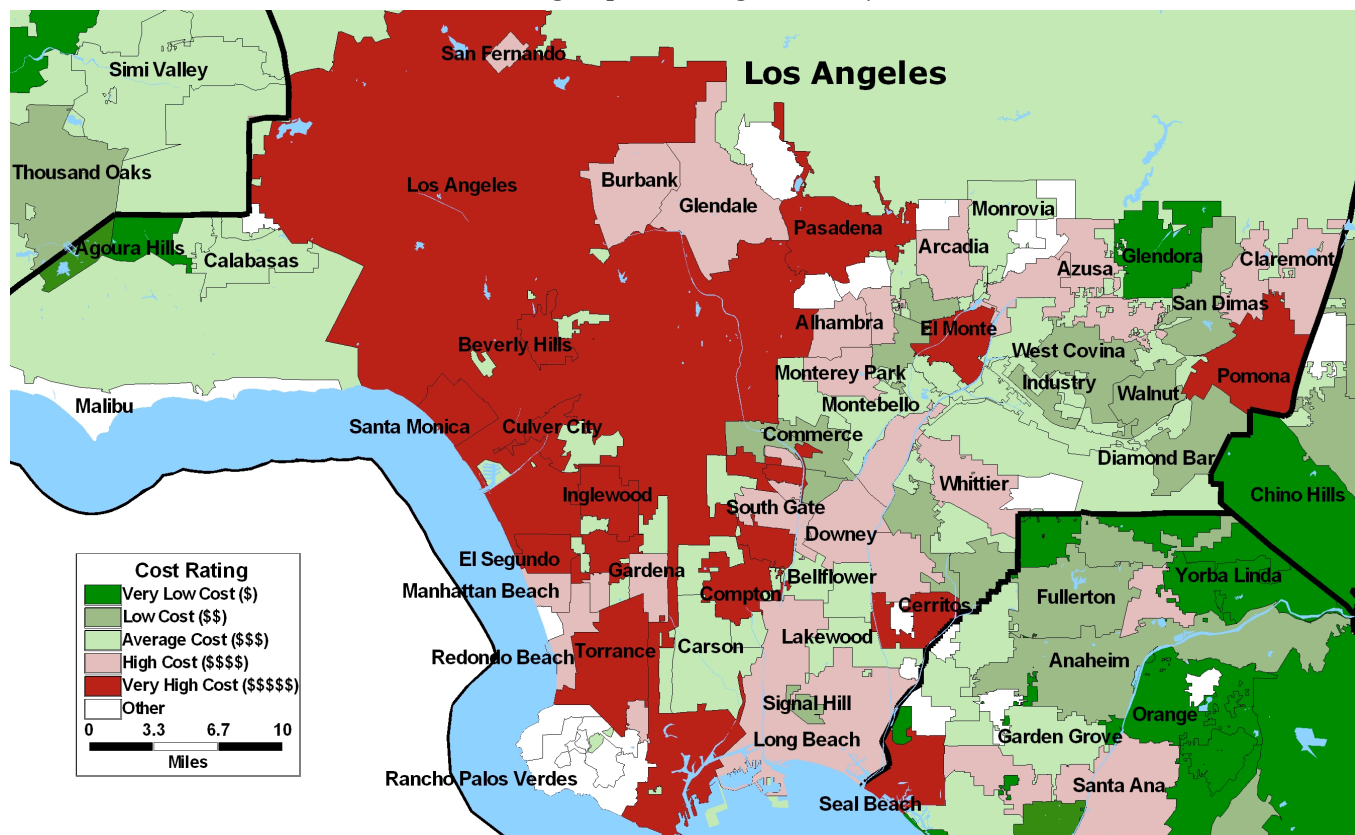 San Fernando
Los Angeles
Simi Valley
Thousand Oaks
Burbank
Los Angeles
Glendale
Monrovia
Pasadena
Arcadia
Agoura Hills
Calabasas
Azusa
Glendora
Claremont
San Dimas
Alhambra
El Monte
Beverly Hills
West Covina
Monterey Park
Industry
Walnut
Pomona
Malibu
Montebello
Santa Monica
Culver City
Commerce
Diamond Bar
Whittier
Inglewood
Chino Hills
South Gate
Downey
El Segundo
Gardena
Bellflower
Yorba Linda
Manhattan Beach
Compton
Cerritos
Fullerton
Lakewood
Carson
Redondo Beach
Torrance
Anaheim
Signal Hill
Orange
Long Beach
Garden Grove
Rancho Palos Verdes
Santa Ana
Seal Beach
Cost Rating
Very Low Cost ($)
Low Cost ($$)
Average Cost ($$$)
High Cost ($$$$)
Very High Cost ($$$$$)
Other
0 3.3 6.7 10
Miles